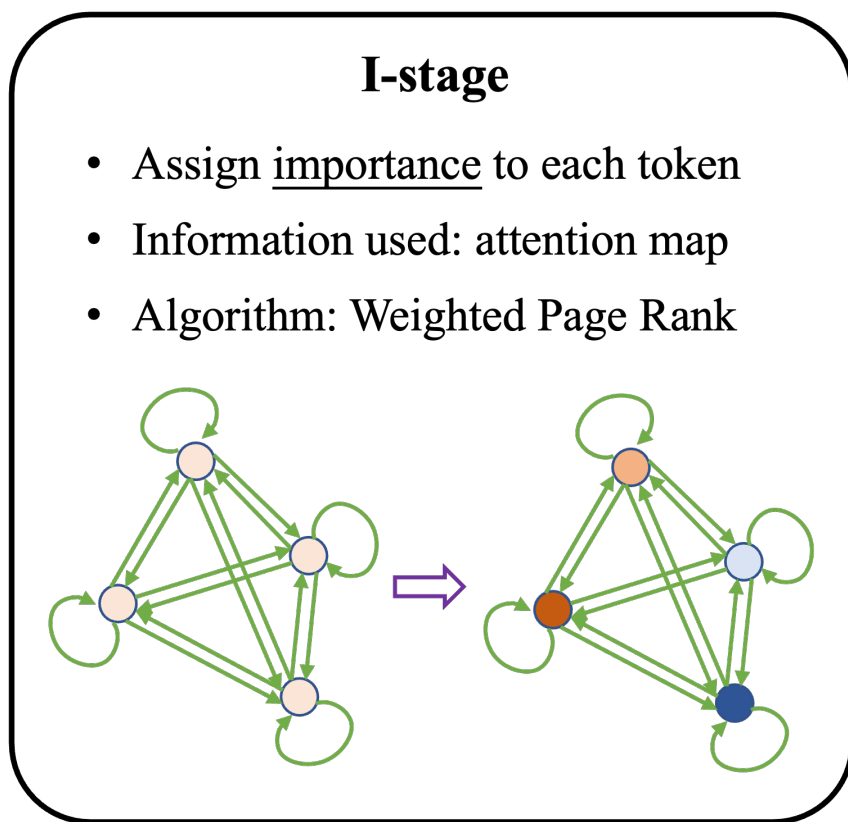 I-stage
• Assign importance to each token
• Information used: attention map
• Algorithm: Weighted Page Rank